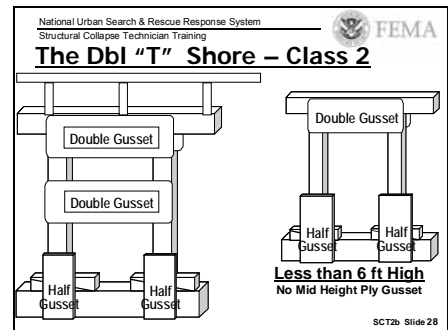 National Urban Search & Rescue Response System
Structural Collapse Technician Training
FEMA
The Dbl “T” Shore – Class 2
Double Gusset
Double Gusset
Half
Gusset
Half
Gusset
Double Gusset
Half
Gusset
Half
Gusset
Less than 6 ft High
No Mid Height Ply Gusset
SCT2b Slide 28